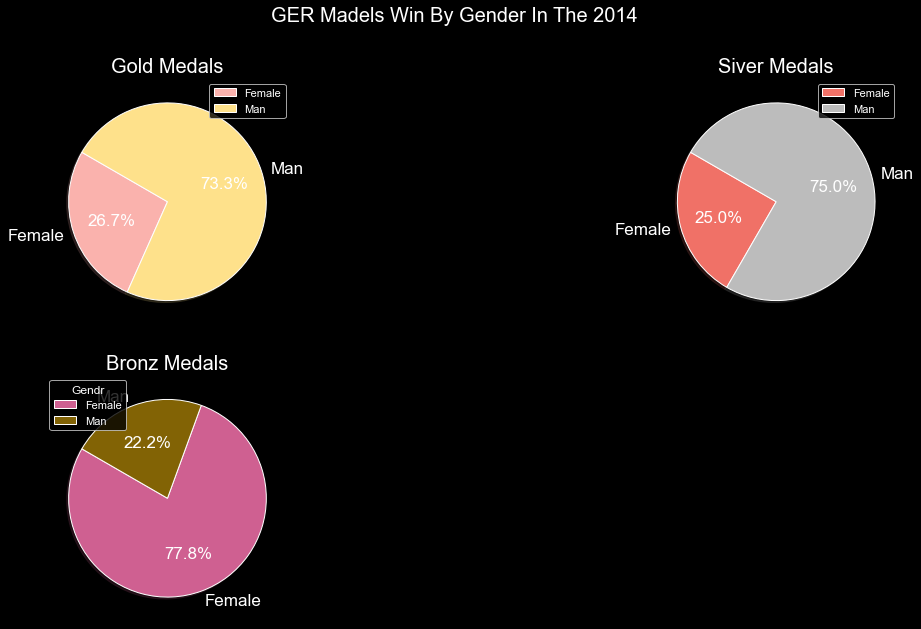 GER Madels Win By Gender In The 2014
Gold Medals
Female
Man
Man
73.3%
26.7%
Female
Siver Medals
Female
Man
Man
75.0%
25.0%
Female
Bronz Medals
Gendr
Female
Man
Man
22.2%
77.8%
Female